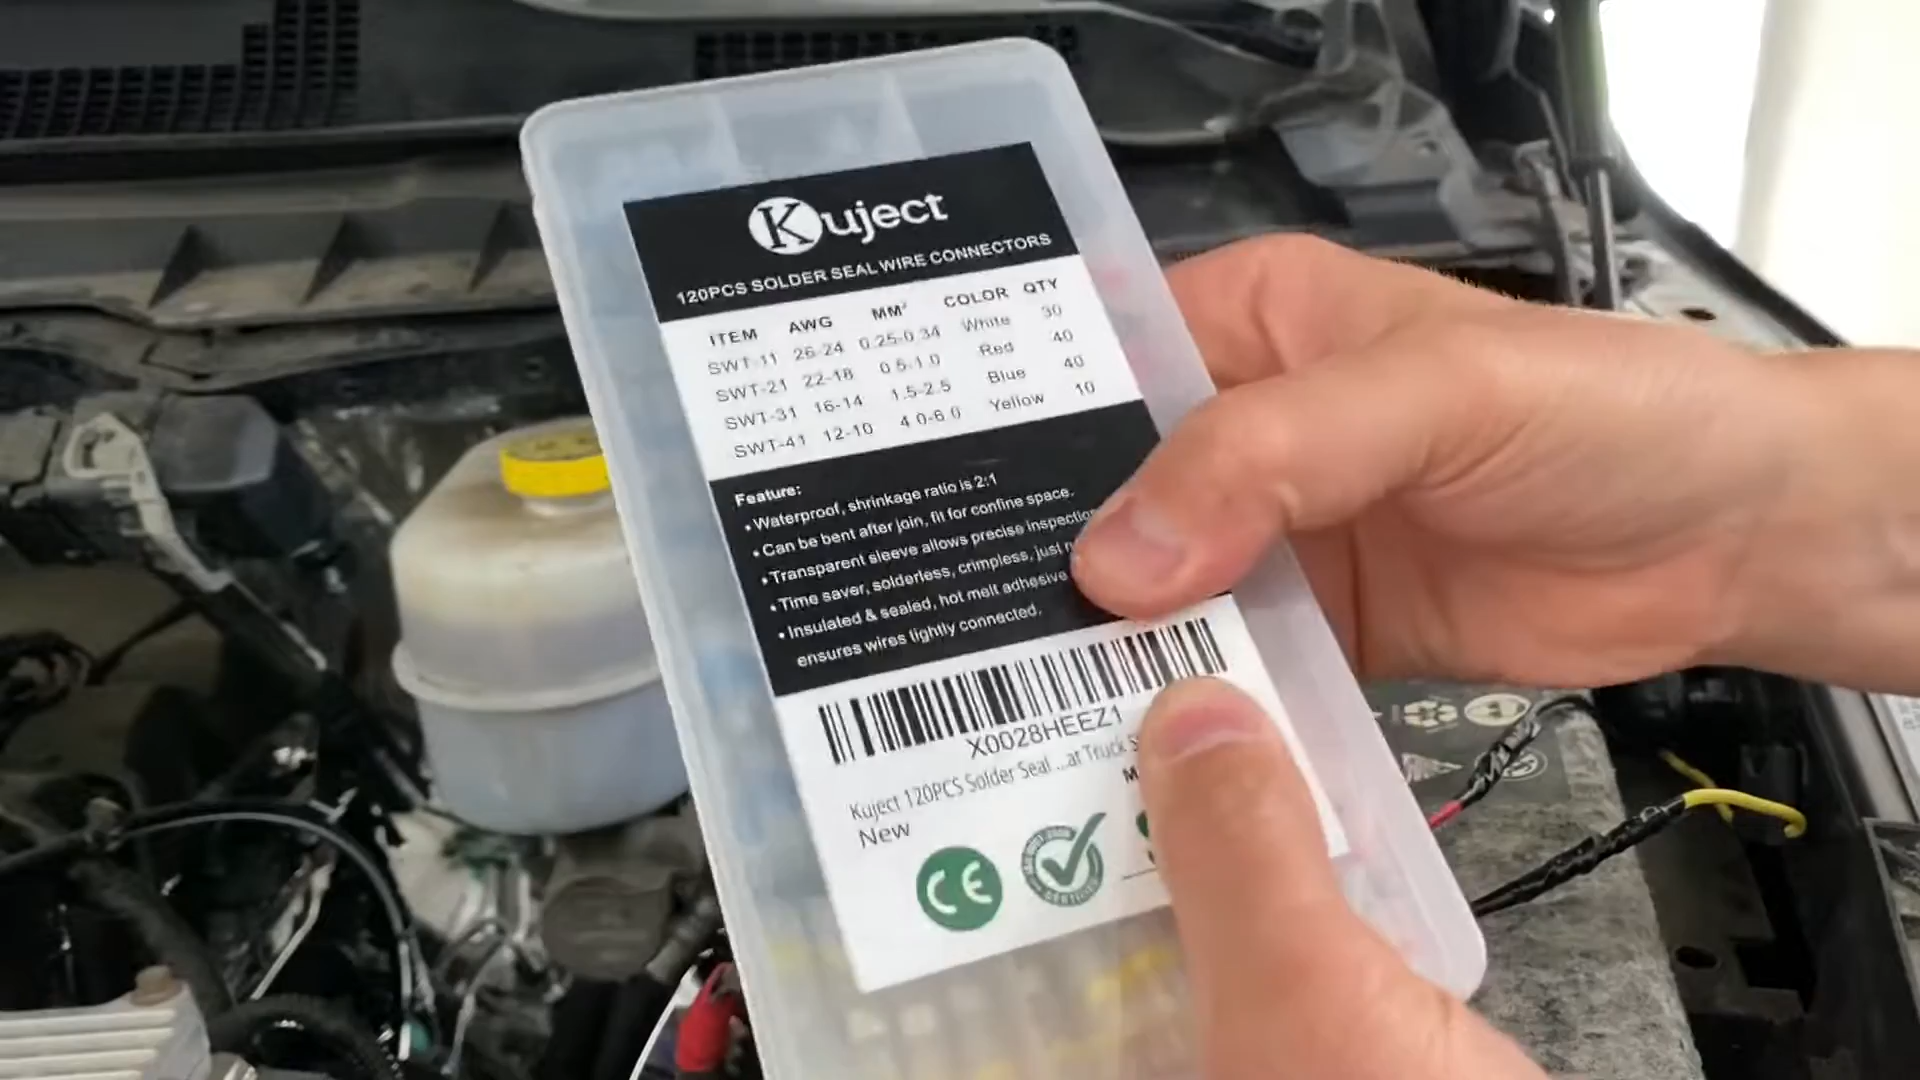 Kuject
120PCS SOLDER SEAL WIRE CONNECTORS
ITEM AWG MM² COLOR QTY
SWT-11 26-24 0.25-0.34 White 30
SWT-21 22-18 0.5-1.0 Red 40
SWT-31 16-14 1.5-2.5 Blue 40
SWT-41 12-10 4.0-6.0 Yellow 10
Feature:
• Waterproof, shrinkage ratio is 2:1
• Can be bent after join, fit for confine space.
• Transparent sleeve allows precise inspection
• Time saver, solderless, crimpless, just
• Insulated & sealed, hot melt adhesive
ensures wires tightly connected.
X0028HEEZ1
Kuject 120PCS Solder Seal ...ar Truck S
New
CE
CERTIFIED